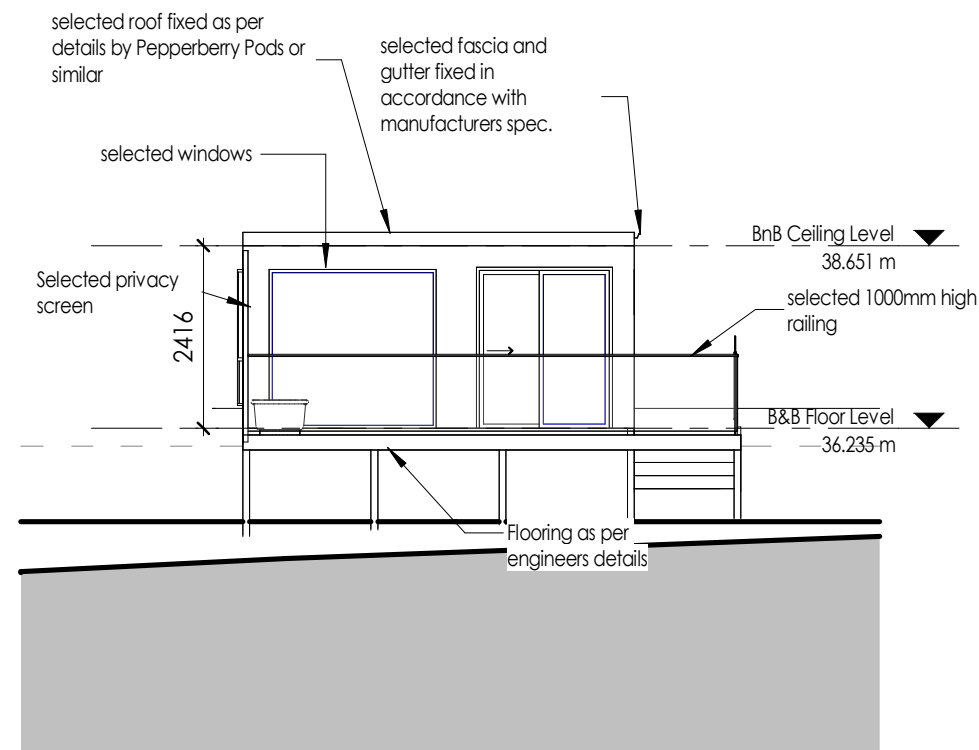 selected roof fixed as per
details by Pepperberry Pods or
similar
selected fascia and
gutter fixed in
accordance with
manufacturers spec.
selected windows
BnB Ceiling Level
38.651 m
Selected privacy
screen
selected 1000mm high
railing
2416
B&B Floor Level
36.235 m
Flooring as per
engineers details